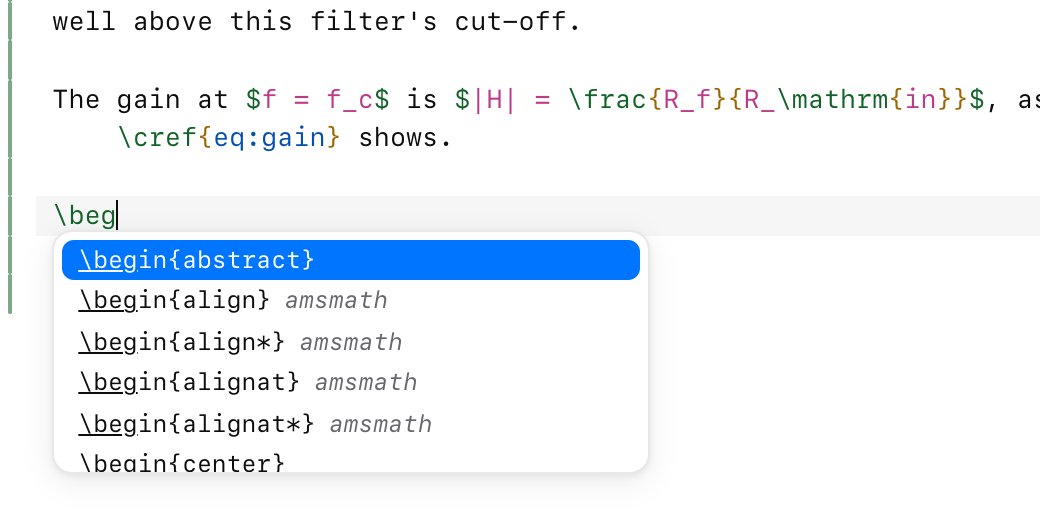 well above this filter's cut-off.
The gain at $f = f_c$ is $|H| = \frac{R_f}{R_\mathrm{in}}$, as
\cref{eq:gain} shows.
\beg
\begin{abstract}
\begin{align} amsmath
\begin{align*} amsmath
\begin{alignat} amsmath
\begin{alignat*} amsmath
\begin{center}